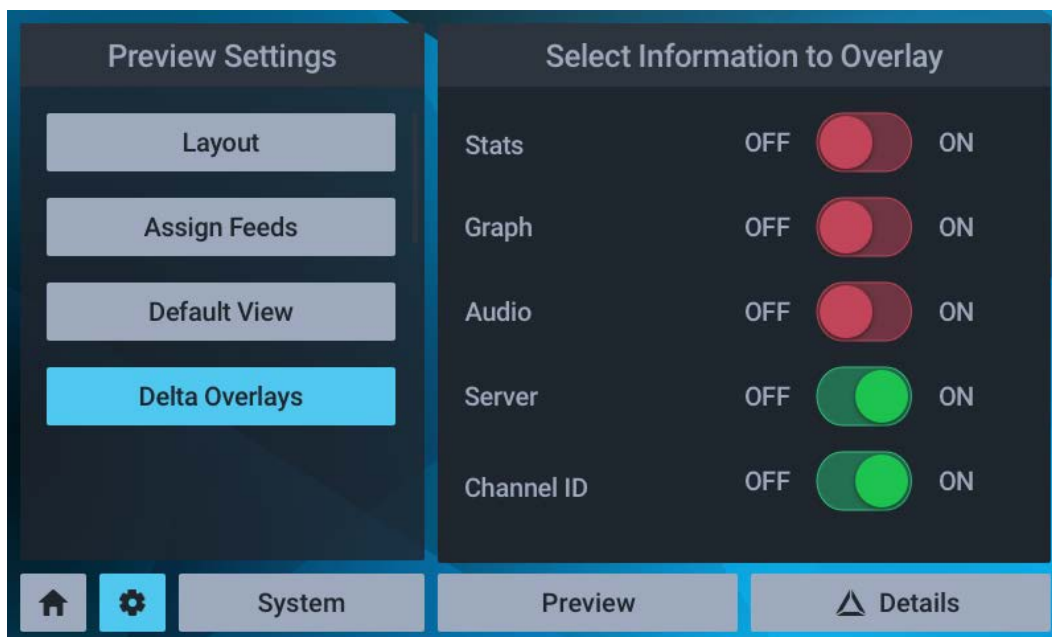 Preview Settings
Layout
Assign Feeds
Default View
Delta Overlays
Select Information to Overlay
Stats OFF ON
Graph OFF ON
Audio OFF ON
Server OFF ON
Channel ID OFF ON
System Preview Details